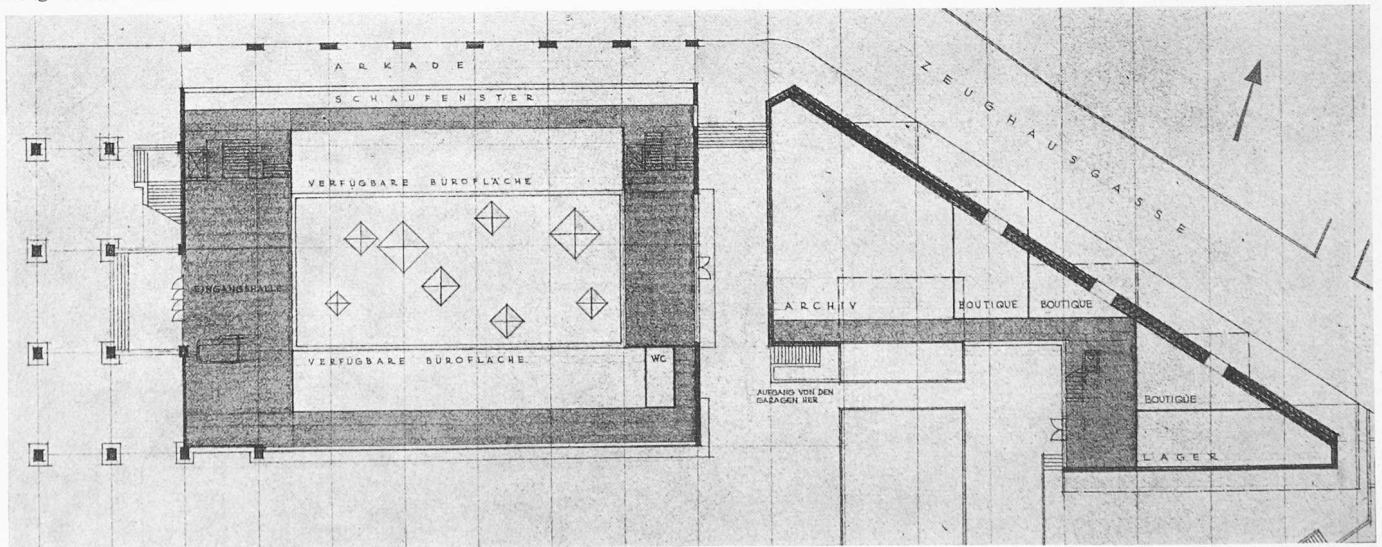 ARKADE
SCHAUFENSTER
ZEUGHAUSGASSE
VERFÜGBARE BÜROFLÄCHE
EINGANGSHALLE
ARCHIV
BOUTIQUE
BOUTIQUE
VERFÜGBARE BÜROFLÄCHE
WC
AUFGANG VON DEN
GARAGEN HER
BOUTIQUE
LAGER